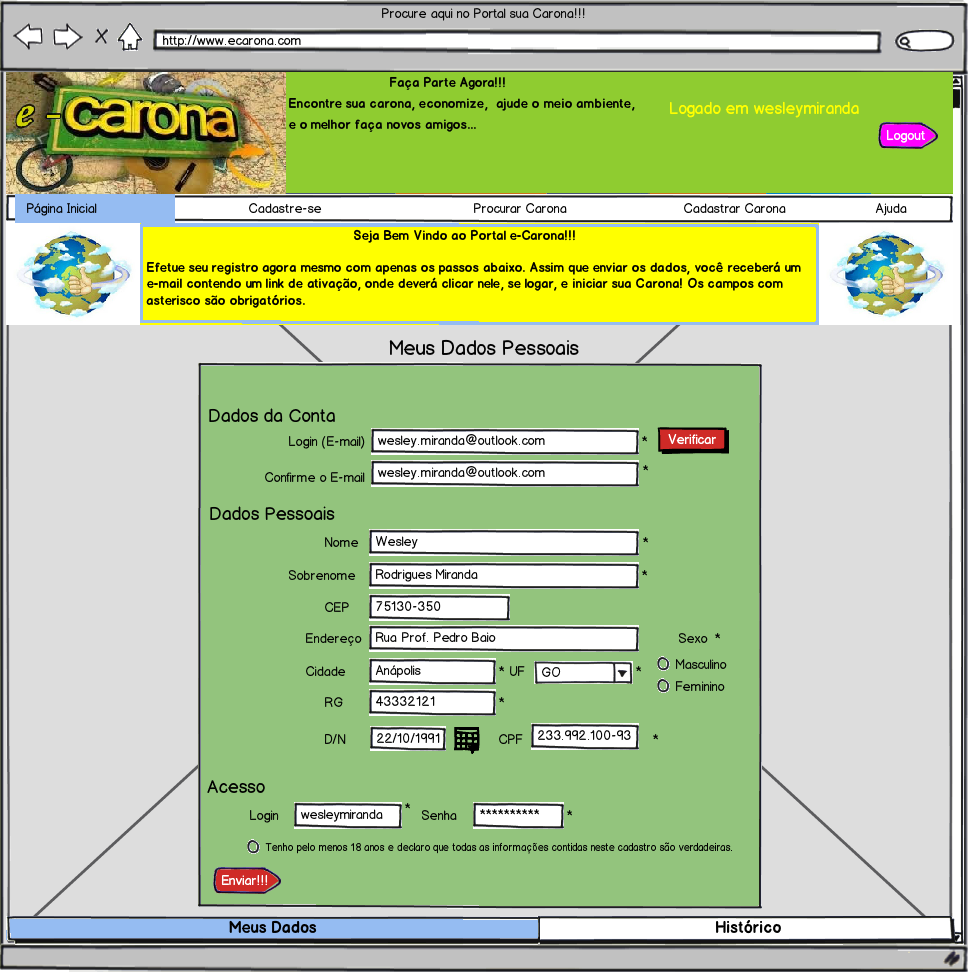 Procure aqui no Portal sua Carona!!!
http://www.ecarona.com
e - carona
Faça Parte Agora!!!
Encontre sua carona, economize, ajude o meio ambiente,
e o melhor faça novos amigos...
Logado em wesleymiranda
Logout
Página Inicial Cadastre-se Procurar Carona Cadastrar Carona Ajuda
Seja Bem Vindo ao Portal e-Carona!!!
Efetue seu registro agora mesmo com apenas os passos abaixo. Assim que enviar os dados, você receberá um
e-mail contendo um link de ativação, onde deverá clicar nele, se logar, e iniciar sua Carona! Os campos com
asterisco são obrigatórios.
Meus Dados Pessoais
Dados da Conta
Login (E-mail) wesley.miranda@outlook.com * Verificar
Confirme o E-mail wesley.miranda@outlook.com *
Dados Pessoais
Nome Wesley *
Sobrenome Rodrigues Miranda *
CEP 75130-350
Endereço Rua Prof. Pedro Baio Sexo *
Cidade Anápolis * UF GO * Masculino
Feminino
RG 43332121 *
D/N 22/10/1991 CPF 233.992.100-93 *
Acesso
Login wesleymiranda * Senha ********** *
Tenho pelo menos 18 anos e declaro que todas as informações contidas neste cadastro são verdadeiras.
Enviar!!!
Meus Dados Histórico